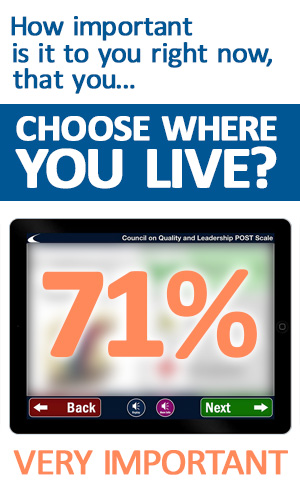 How important
is it to you right now,
that you...
CHOOSE WHERE
YOU LIVE?
Council on Quality and Leadership POST Scale
71%
Back
Next
VERY IMPORTANT